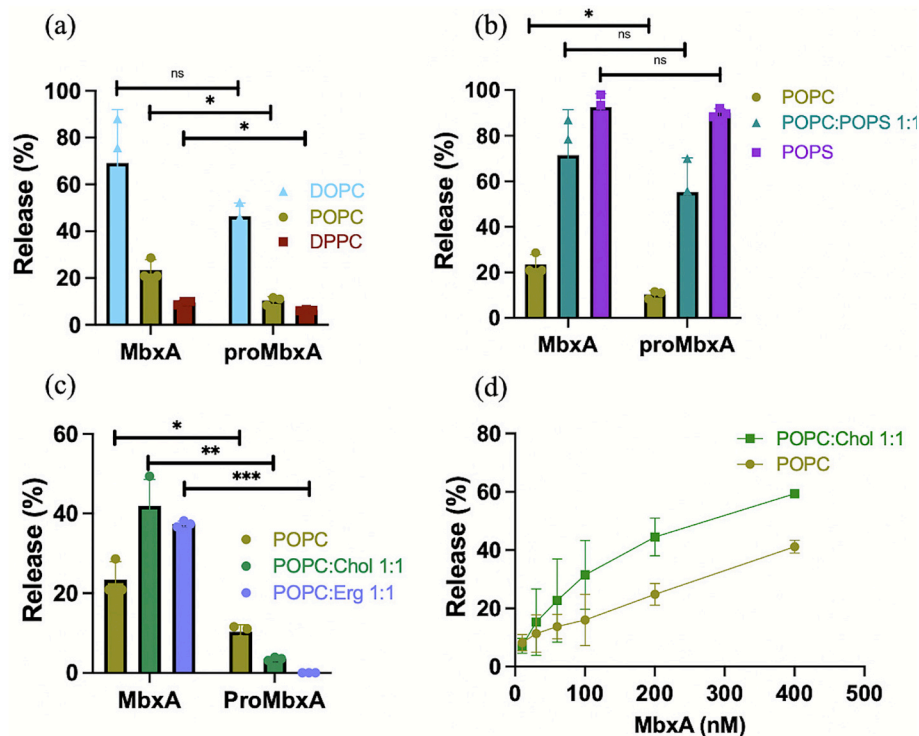 (a)
ns
*
*
100
80
60
40
20
0
Release (%)
DOPC
POPC
DPPC
MbxA proMbxA
(b)
*
ns
ns
100
80
60
40
20
0
Release (%)
POPC
POPC:POPS 1:1
POPS
MbxA proMbxA
(c)
*
**
***
60
40
20
0
Release (%)
POPC
POPC:Chol 1:1
POPC:Erg 1:1
MbxA ProMbxA
(d)
80
60
40
20
0
Release (%)
POPC:Chol 1:1
POPC
0 100 200 300 400 500
MbxA (nM)